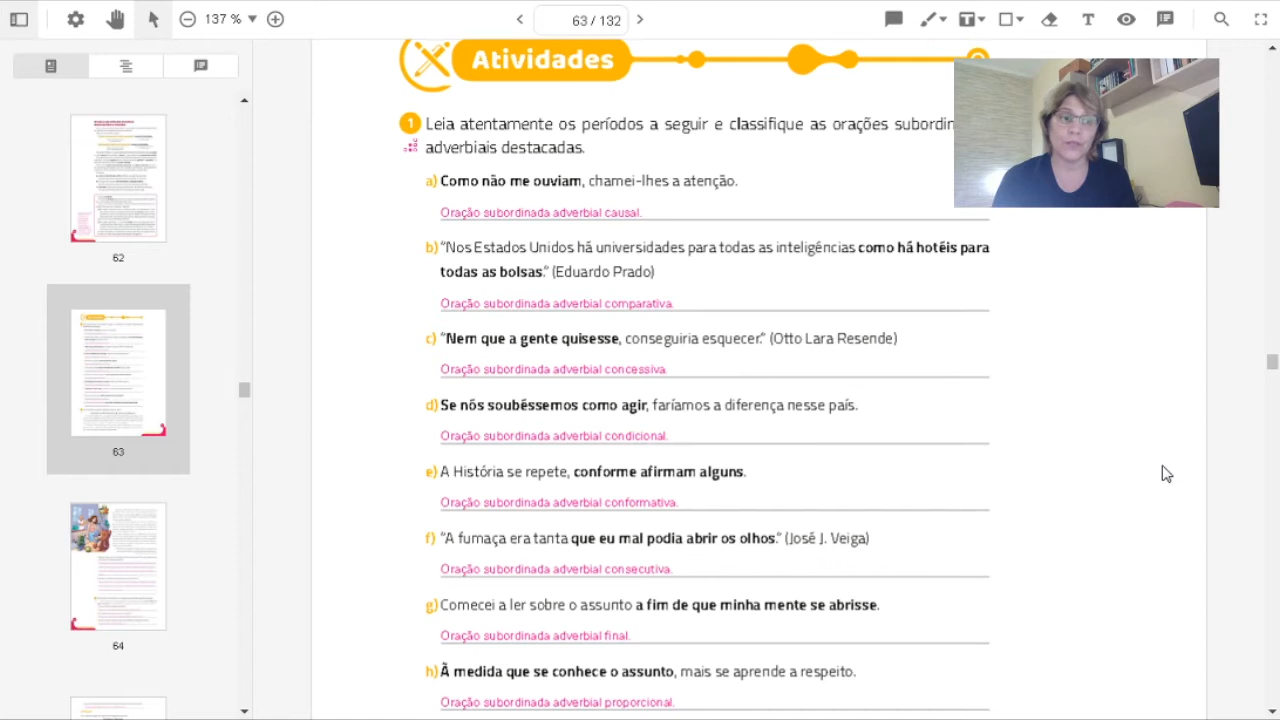 137 %
63 / 132
Atividades
1 Leia atentamente os períodos a seguir e classifique as orações
adverbiais destacadas.
a) Como não me ouviam, chamei-lhes a atenção.
Oração subordinada adverbial causal.
b) "Nos Estados Unidos há universidades para todas as inteligências como há hotéis para
todas as bolsas." (Eduardo Prado)
Oração subordinada adverbial comparativa.
c) "Nem que a gente quisesse, conseguiria esquecer." (Otto Lara Resende)
Oração subordinada adverbial concessiva.
d) Se nós soubéssemos como agir, faríamos a diferença nesse país.
Oração subordinada adverbial condicional.
e) A História se repete, conforme afirmam alguns.
Oração subordinada adverbial conformativa.
f) "A fumaça era tanta que eu mal podia abrir os olhos." (José J. Veiga)
Oração subordinada adverbial consecutiva.
g) Comecei a ler sobre o assunto a fim de que minha mente se abrisse.
Oração subordinada adverbial final.
h) À medida que se conhece o assunto, mais se aprende a respeito.
Oração subordinada adverbial proporcional.
62
63
64